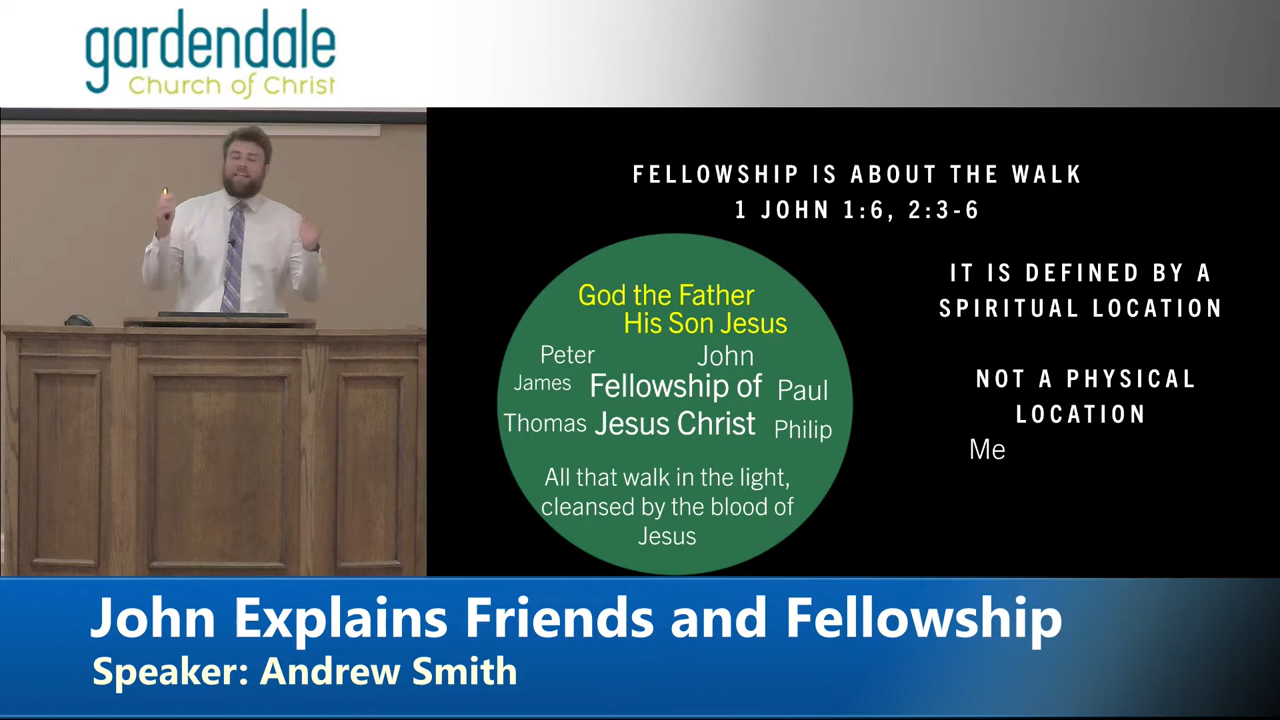 gardendale
Church of Christ
FELLOWSHIP IS ABOUT THE WALK
1 JOHN 1:6, 2:3-6
God the Father
His Son Jesus
Peter John
James Fellowship of Paul
Thomas Jesus Christ Philip
All that walk in the light,
cleansed by the blood of
Jesus
IT IS DEFINED BY A
SPIRITUAL LOCATION
NOT A PHYSICAL
LOCATION
Me
John Explains Friends and Fellowship
Speaker: Andrew Smith